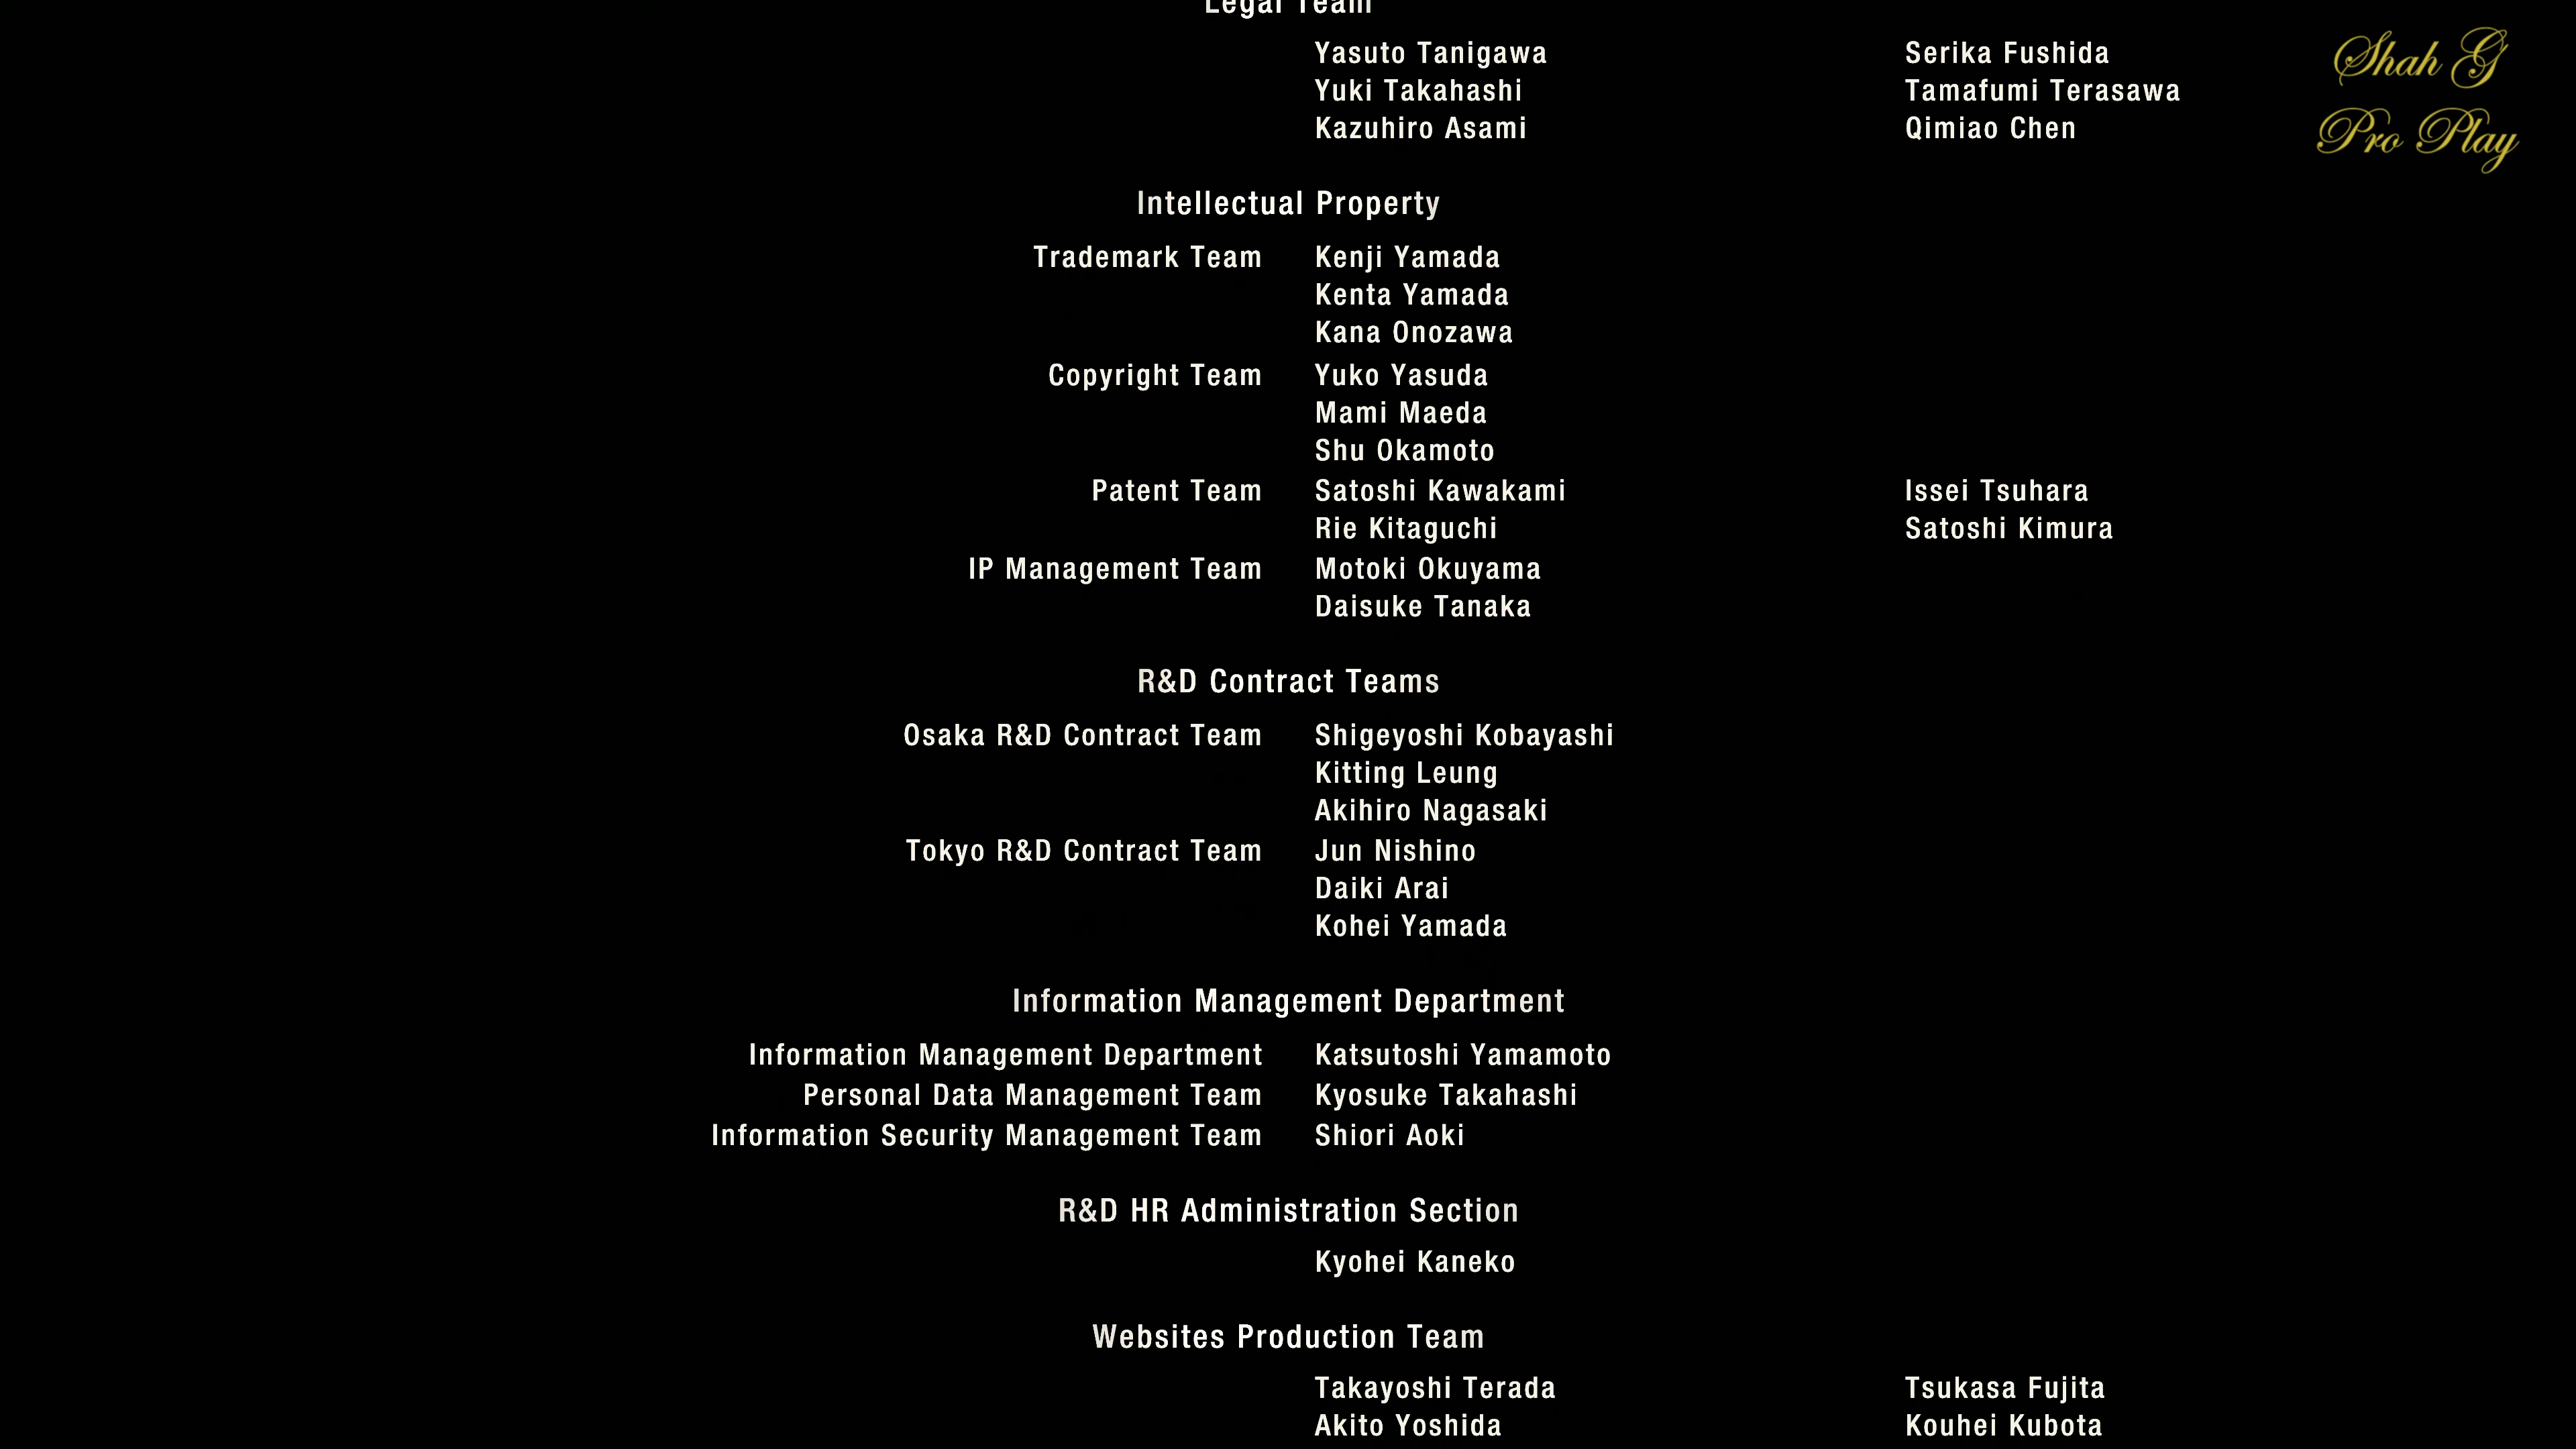 Legal Team
Yasuto Tanigawa Serika Fushida
Yuki Takahashi Tamafumi Terasawa
Kazuhiro Asami Qimiao Chen
Shah G
Pro Play
Intellectual Property
Trademark Team Kenji Yamada
Kenta Yamada
Kana Onozawa
Copyright Team Yuko Yasuda
Mami Maeda
Shu Okamoto
Patent Team Satoshi Kawakami Issei Tsuhara
Rie Kitaguchi Satoshi Kimura
IP Management Team Motoki Okuyama
Daisuke Tanaka
R&D Contract Teams
Osaka R&D Contract Team Shigeyoshi Kobayashi
Kitting Leung
Akihiro Nagasaki
Tokyo R&D Contract Team Jun Nishino
Daiki Arai
Kohei Yamada
Information Management Department
Information Management Department Katsutoshi Yamamoto
Personal Data Management Team Kyosuke Takahashi
Information Security Management Team Shiori Aoki
R&D HR Administration Section
Kyohei Kaneko
Websites Production Team
Takayoshi Terada Tsukasa Fujita
Akito Yoshida Kouhei Kubota